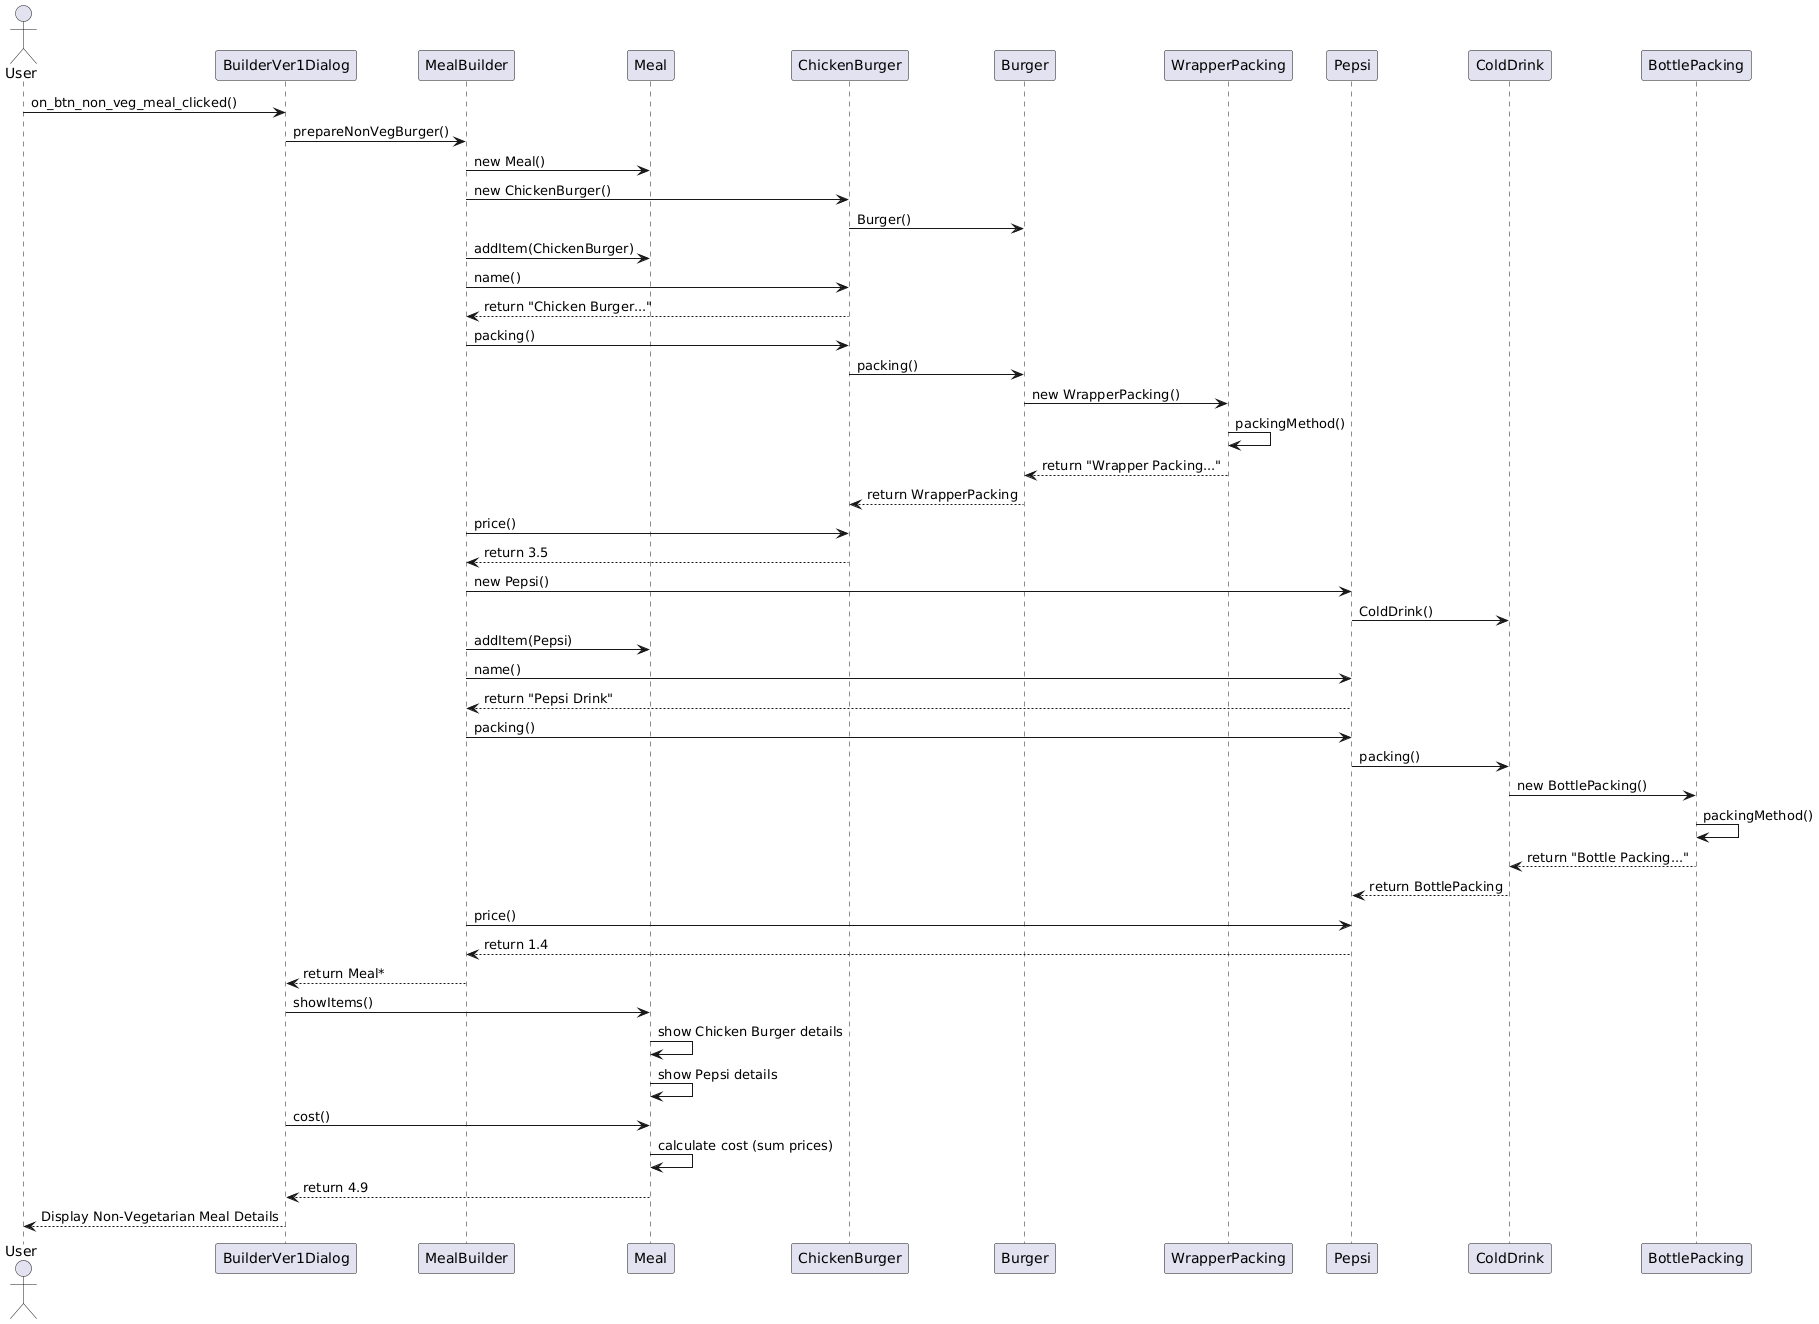 User
BuilderVer1Dialog
MealBuilder
Meal
ChickenBurger
Burger
WrapperPacking
Pepsi
ColdDrink
BottlePacking
on_btn_non_veg_meal_clicked()
prepareNonVegBurger()
new Meal()
new ChickenBurger()
Burger()
addItem(ChickenBurger)
name()
return "Chicken Burger..."
packing()
packing()
new WrapperPacking()
packingMethod()
return "Wrapper Packing..."
return WrapperPacking
price()
return 3.5
new Pepsi()
ColdDrink()
addItem(Pepsi)
name()
return "Pepsi Drink"
packing()
packing()
new BottlePacking()
packingMethod()
return "Bottle Packing..."
return BottlePacking
price()
return 1.4
return Meal*
showItems()
show Chicken Burger details
show Pepsi details
cost()
calculate cost (sum prices)
return 4.9
Display Non-Vegetarian Meal Details
User
BuilderVer1Dialog
MealBuilder
Meal
ChickenBurger
Burger
WrapperPacking
Pepsi
ColdDrink
BottlePacking